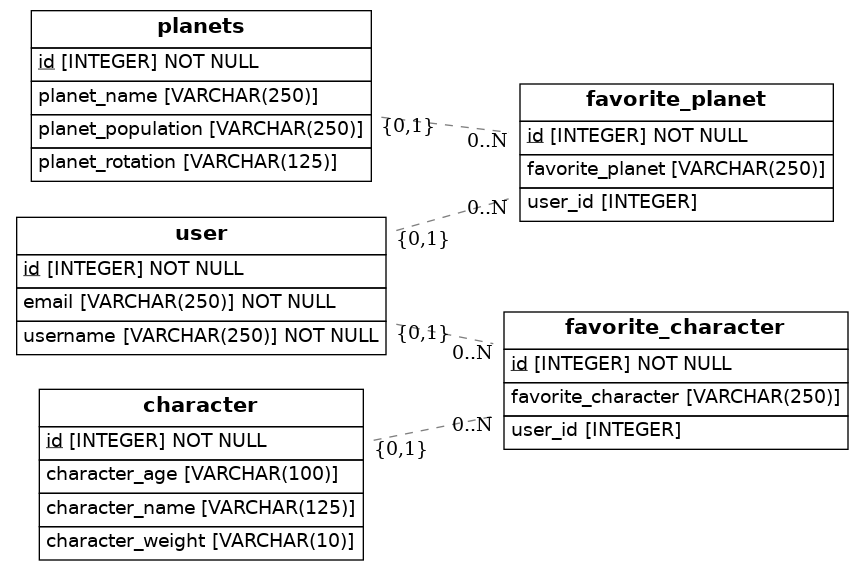 planets
id [INTEGER] NOT NULL
planet_name [VARCHAR(250)]
planet_population [VARCHAR(250)]
planet_rotation [VARCHAR(125)]
{0,1}
0..N
favorite_planet
id [INTEGER] NOT NULL
favorite_planet [VARCHAR(250)]
user_id [INTEGER]
0..N
{0,1}
user
id [INTEGER] NOT NULL
email [VARCHAR(250)] NOT NULL
username [VARCHAR(250)] NOT NULL
{0,1}
0..N
favorite_character
id [INTEGER] NOT NULL
favorite_character [VARCHAR(250)]
user_id [INTEGER]
0..N
{0,1}
character
id [INTEGER] NOT NULL
character_age [VARCHAR(100)]
character_name [VARCHAR(125)]
character_weight [VARCHAR(10)]